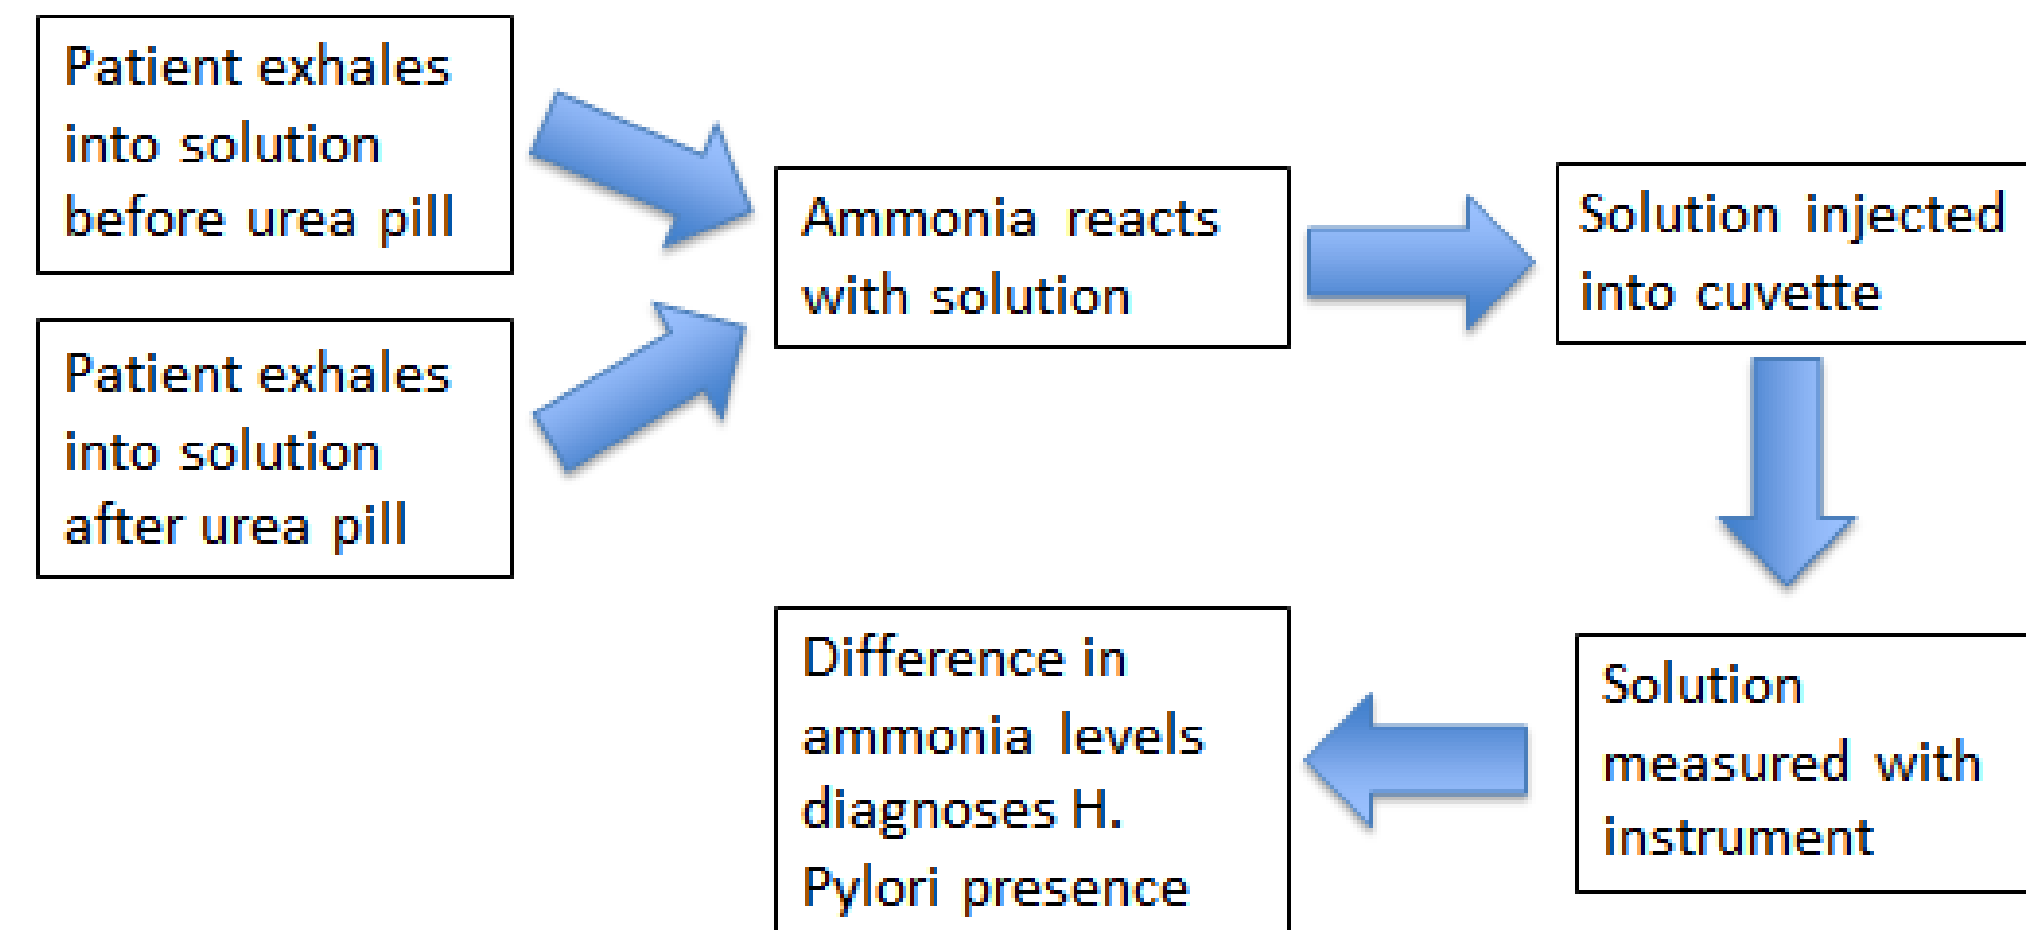 Patient exhales
into solution
before urea pill
Patient exhales
into solution
after urea pill
Ammonia reacts
with solution
Solution injected
into cuvette
Solution
measured with
instrument
Difference in
ammonia levels
diagnoses H.
Pylori presence